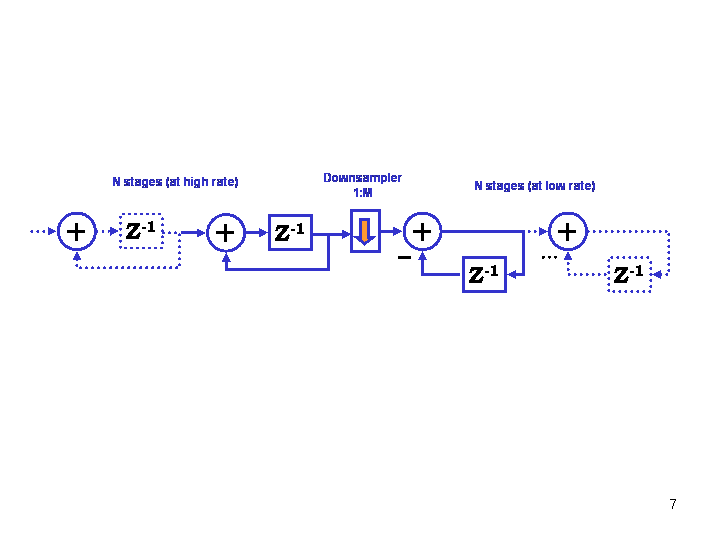 N stages (at high rate)
Downsampler
1:M
N stages (at low rate)
+ Z-1 + Z-1 + +
− ...
Z-1 Z-1
7